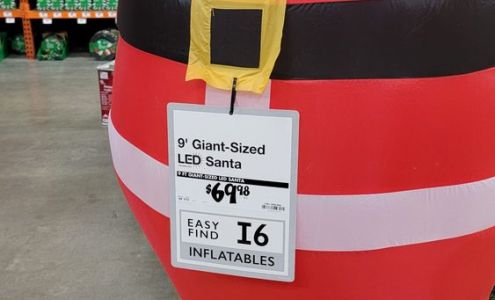 9' Giant-Sized
LED Santa
9 FT GIANT-SIZED LED SANTA
$69.98
EASY
FIND
I6
INFLATABLES